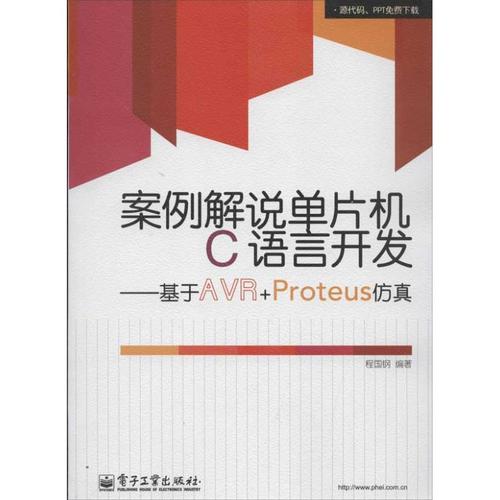 ·源代码、PPT免费下载
案例解说单片机
C语言开发
——基于AVR+Proteus仿真
程国钢 编著
電子工業出版社
PUBLISHING HOUSE OF ELECTRONICS INDUSTRY
http://www.phei.com.cn